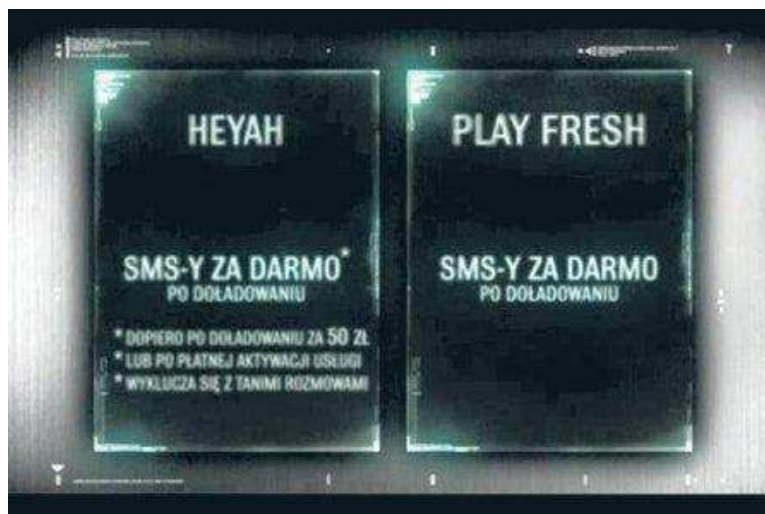 HEYAH
SMS-Y ZA DARMO*
PO DOŁADOWANIU
* DOPIERO PO DOŁADOWANIU ZA 50 ZŁ
* LUB PO PŁATNEJ AKTYWACJI USŁUGI
* WYKLUCZA SIĘ Z TANIMI ROZMOWAMI
PLAY FRESH
SMS-Y ZA DARMO
PO DOŁADOWANIU